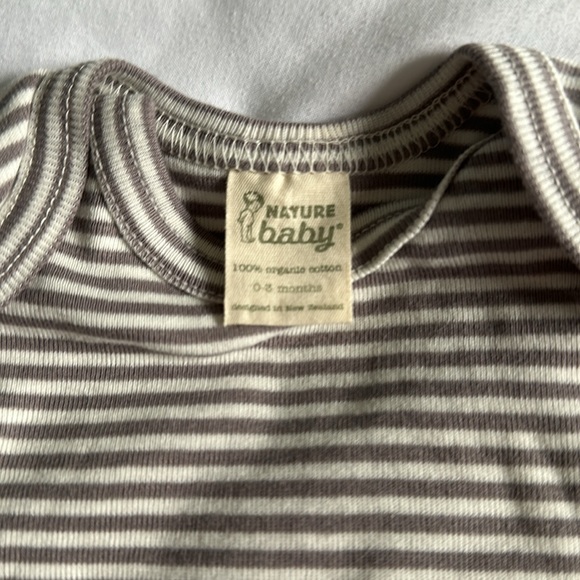 NATURE
baby®
100% organic cotton
0-3 months
designed in New Zealand